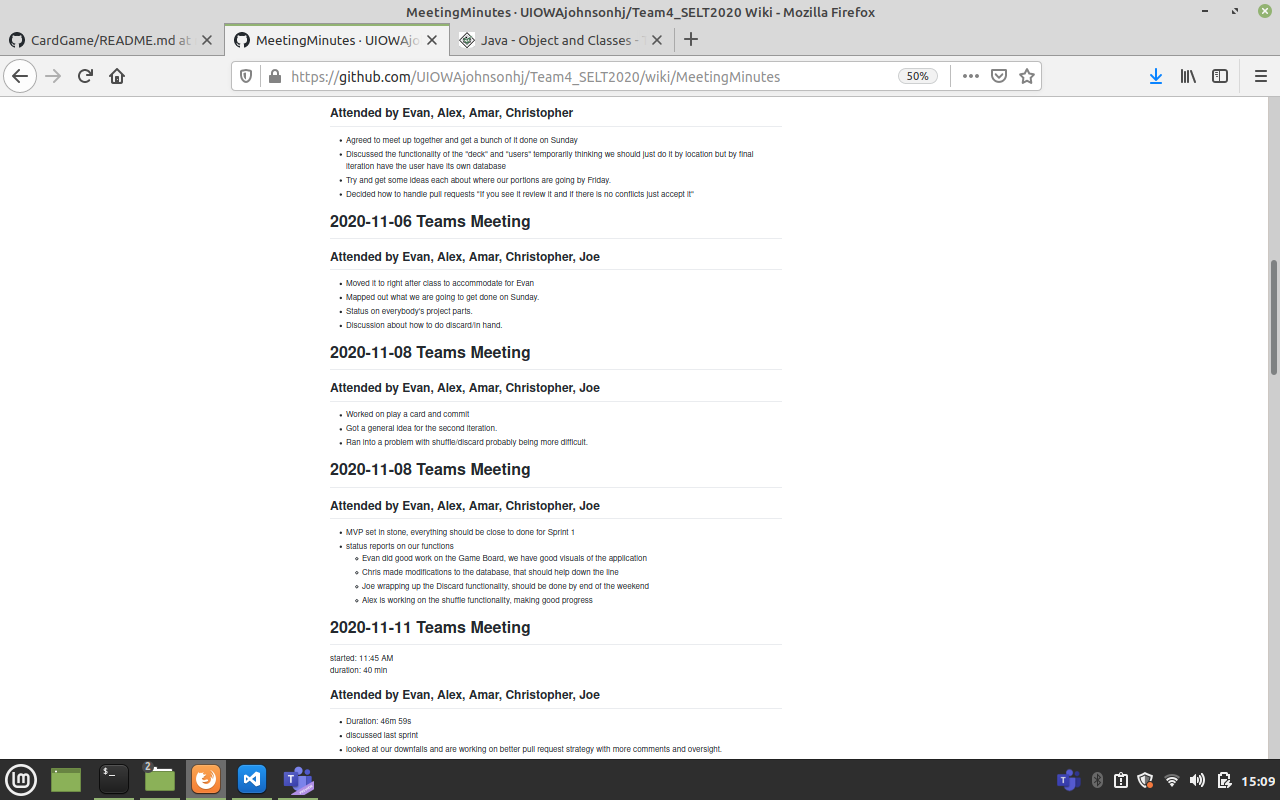 MeetingMinutes · UIOWAjohnsonhj/Team4_SELT2020 Wiki - Mozilla Firefox
CardGame/README.md at
MeetingMinutes · UIOWAjo
Java - Object and Classes -
https://github.com/UIOWAjohnsonhj/Team4_SELT2020/wiki/MeetingMinutes
50%
Attended by Evan, Alex, Amar, Christopher
Agreed to meet up together and get a bunch of it done on Sunday
Discussed the functionality of the "deck" and "users" temporarily thinking we should just do it by location but by final
iteration have the user have its own database
Try and get some ideas each about where our portions are going by Friday.
Decided how to handle pull requests "If you see it review it and if there is no conflicts just accept it"
2020-11-06 Teams Meeting
Attended by Evan, Alex, Amar, Christopher, Joe
Moved it to right after class to accommodate for Evan
Mapped out what we are going to get done on Sunday.
Status on everybody's project parts.
Discussion about how to do discard/in hand.
2020-11-08 Teams Meeting
Attended by Evan, Alex, Amar, Christopher, Joe
Worked on play a card and commit
Got a general idea for the second iteration.
Ran into a problem with shuffle/discard probably being more difficult.
2020-11-08 Teams Meeting
Attended by Evan, Alex, Amar, Christopher, Joe
MVP set in stone, everything should be close to done for Sprint 1
status reports on our functions
Evan did good work on the Game Board, we have good visuals of the application
Chris made modifications to the database, that should help down the line
Joe wrapping up the Discard functionality, should be done by end of the weekend
Alex is working on the shuffle functionality, making good progress
2020-11-11 Teams Meeting
started: 11:45 AM
duration: 40 min
Attended by Evan, Alex, Amar, Christopher, Joe
Duration: 46m 59s
discussed last sprint
looked at our downfalls and are working on better pull request strategy with more comments and oversight.
2
15:09